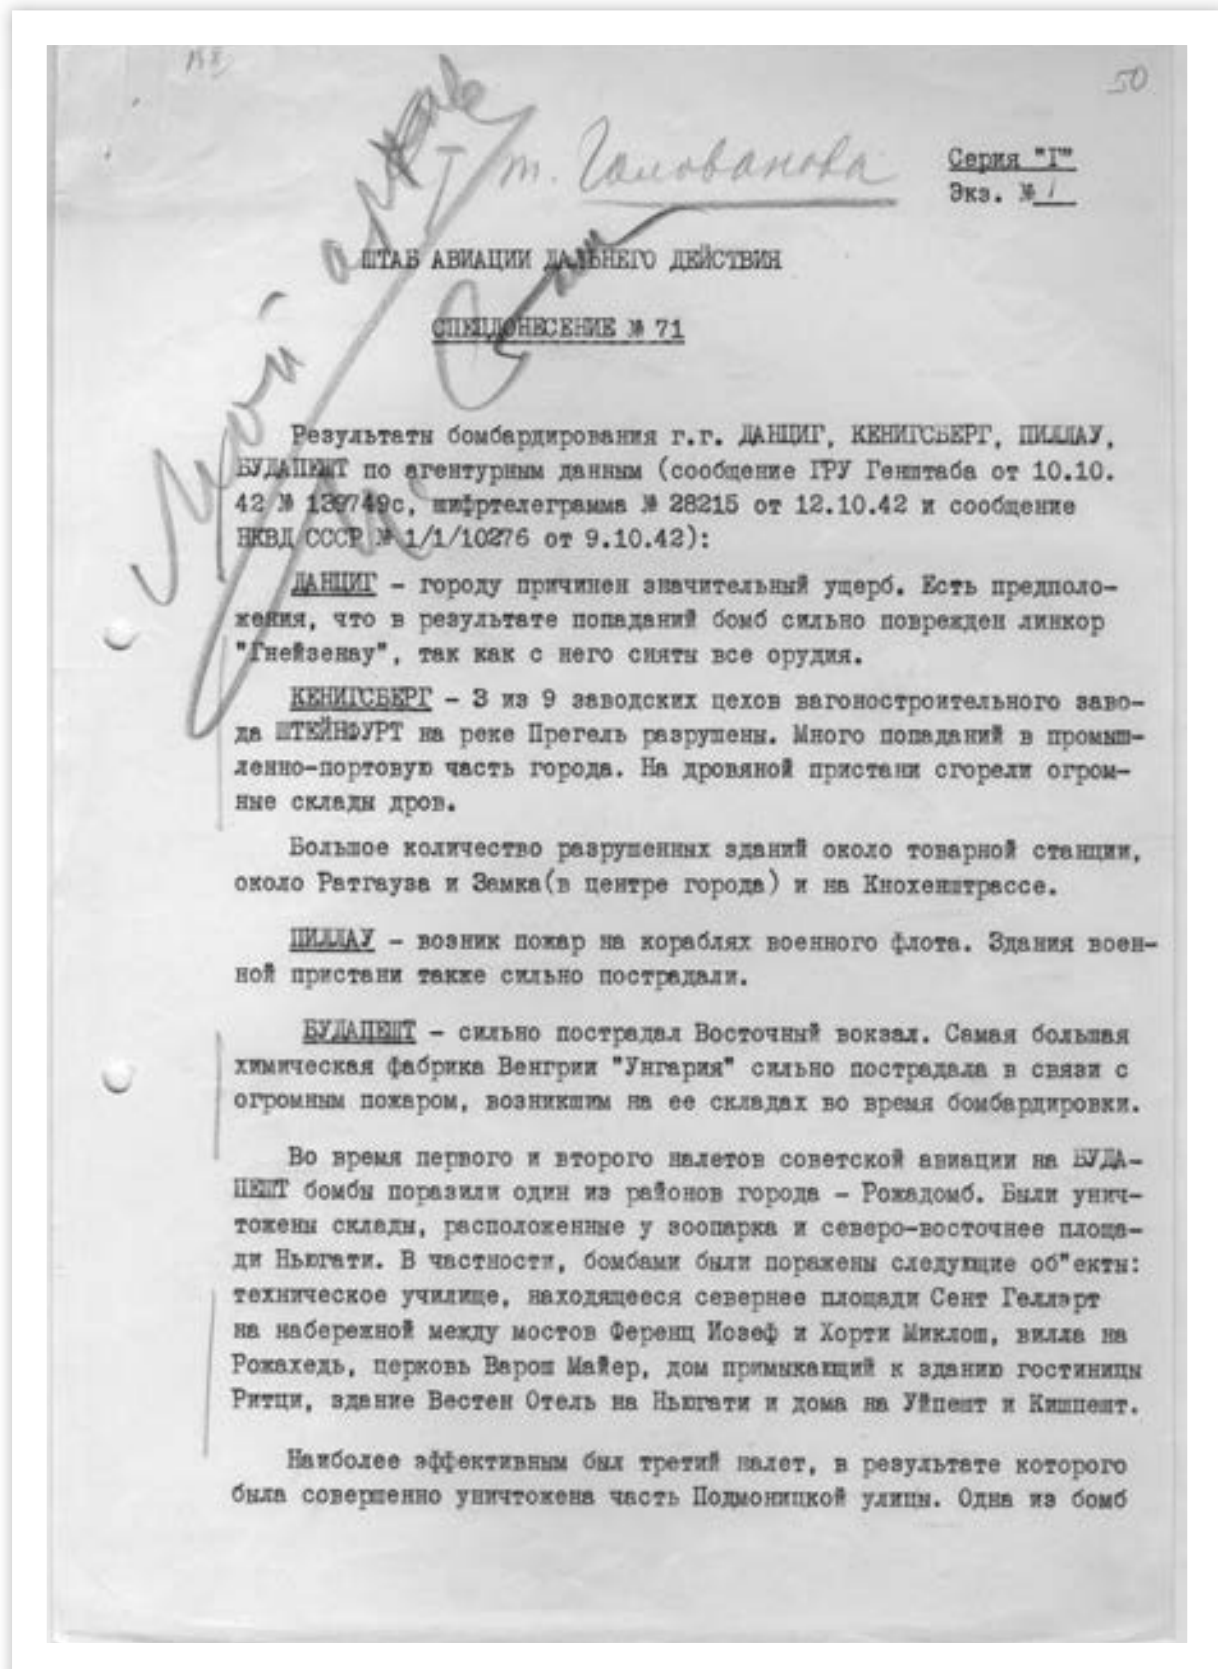 50
т. Голованова
Серия "I"
Экз. № 1
Мой архив
ШТАБ АВИАЦИИ ДАЛЬНЕГО ДЕЙСТВИЯ
СПЕЦДОНЕСЕНИЕ № 71
Результаты бомбардирования г.г. ДАНЦИГ, КЕНИГСБЕРГ, ПИЛЛАУ,
БУДАПЕШТ по агентурным данным (сообщение ГРУ Генштаба от 10.10.
42 № 139749с, шифртелеграмма № 28215 от 12.10.42 и сообщение
НКВД СССР № 1/1/10276 от 9.10.42):
ДАНЦИГ – городу причинен значительный ущерб. Есть предполо-
жения, что в результате попаданий бомб сильно поврежден линкор
"Гнейзенау", так как с него сняты все орудия.
КЕНИГСБЕРГ – 3 из 9 заводских цехов вагоностроительного заво-
да ШТЕЙНФУРТ на реке Прегель разрушены. Много попаданий в промыш-
ленно-портовую часть города. На дровяной пристани сгорели огром-
ные склады дров.
Большое количество разрушенных зданий около товарной станции,
около Ратгауза и Замка(в центре города) и на Кнохенштрассе.
ПИЛЛАУ – возник пожар на кораблях военного флота. Здания воен-
ной пристани также сильно пострадали.
БУДАПЕШТ – сильно пострадал Восточный вокзал. Самая большая
химическая фабрика Венгрии "Унгария" сильно пострадала в связи с
огромным пожаром, возникшим на ее складах во время бомбардировки.
Во время первого и второго налетов советской авиации на БУДА-
ПЕШТ бомбы поразили один из районов города – Рожадомб. Были унич-
тожены склады, расположенные у зоопарка и северо-восточнее площа-
ди Ньюгати. В частности, бомбами были поражены следующие об"екты:
техническое училище, находящееся севернее площади Сент Геллэрт
на набережной между мостов Ференц Иозеф и Хорти Миклош, вилла на
Рожахедь, церковь Варош Майер, дом примыкающий к зданию гостиницы
Ритци, здание Вестен Отель на Ньюгати и дома на Уйпешт и Кишпешт.
Наиболее эффективным был третий налет, в результате которого
была совершенно уничтожена часть Подмоницкой улицы. Одна из бомб